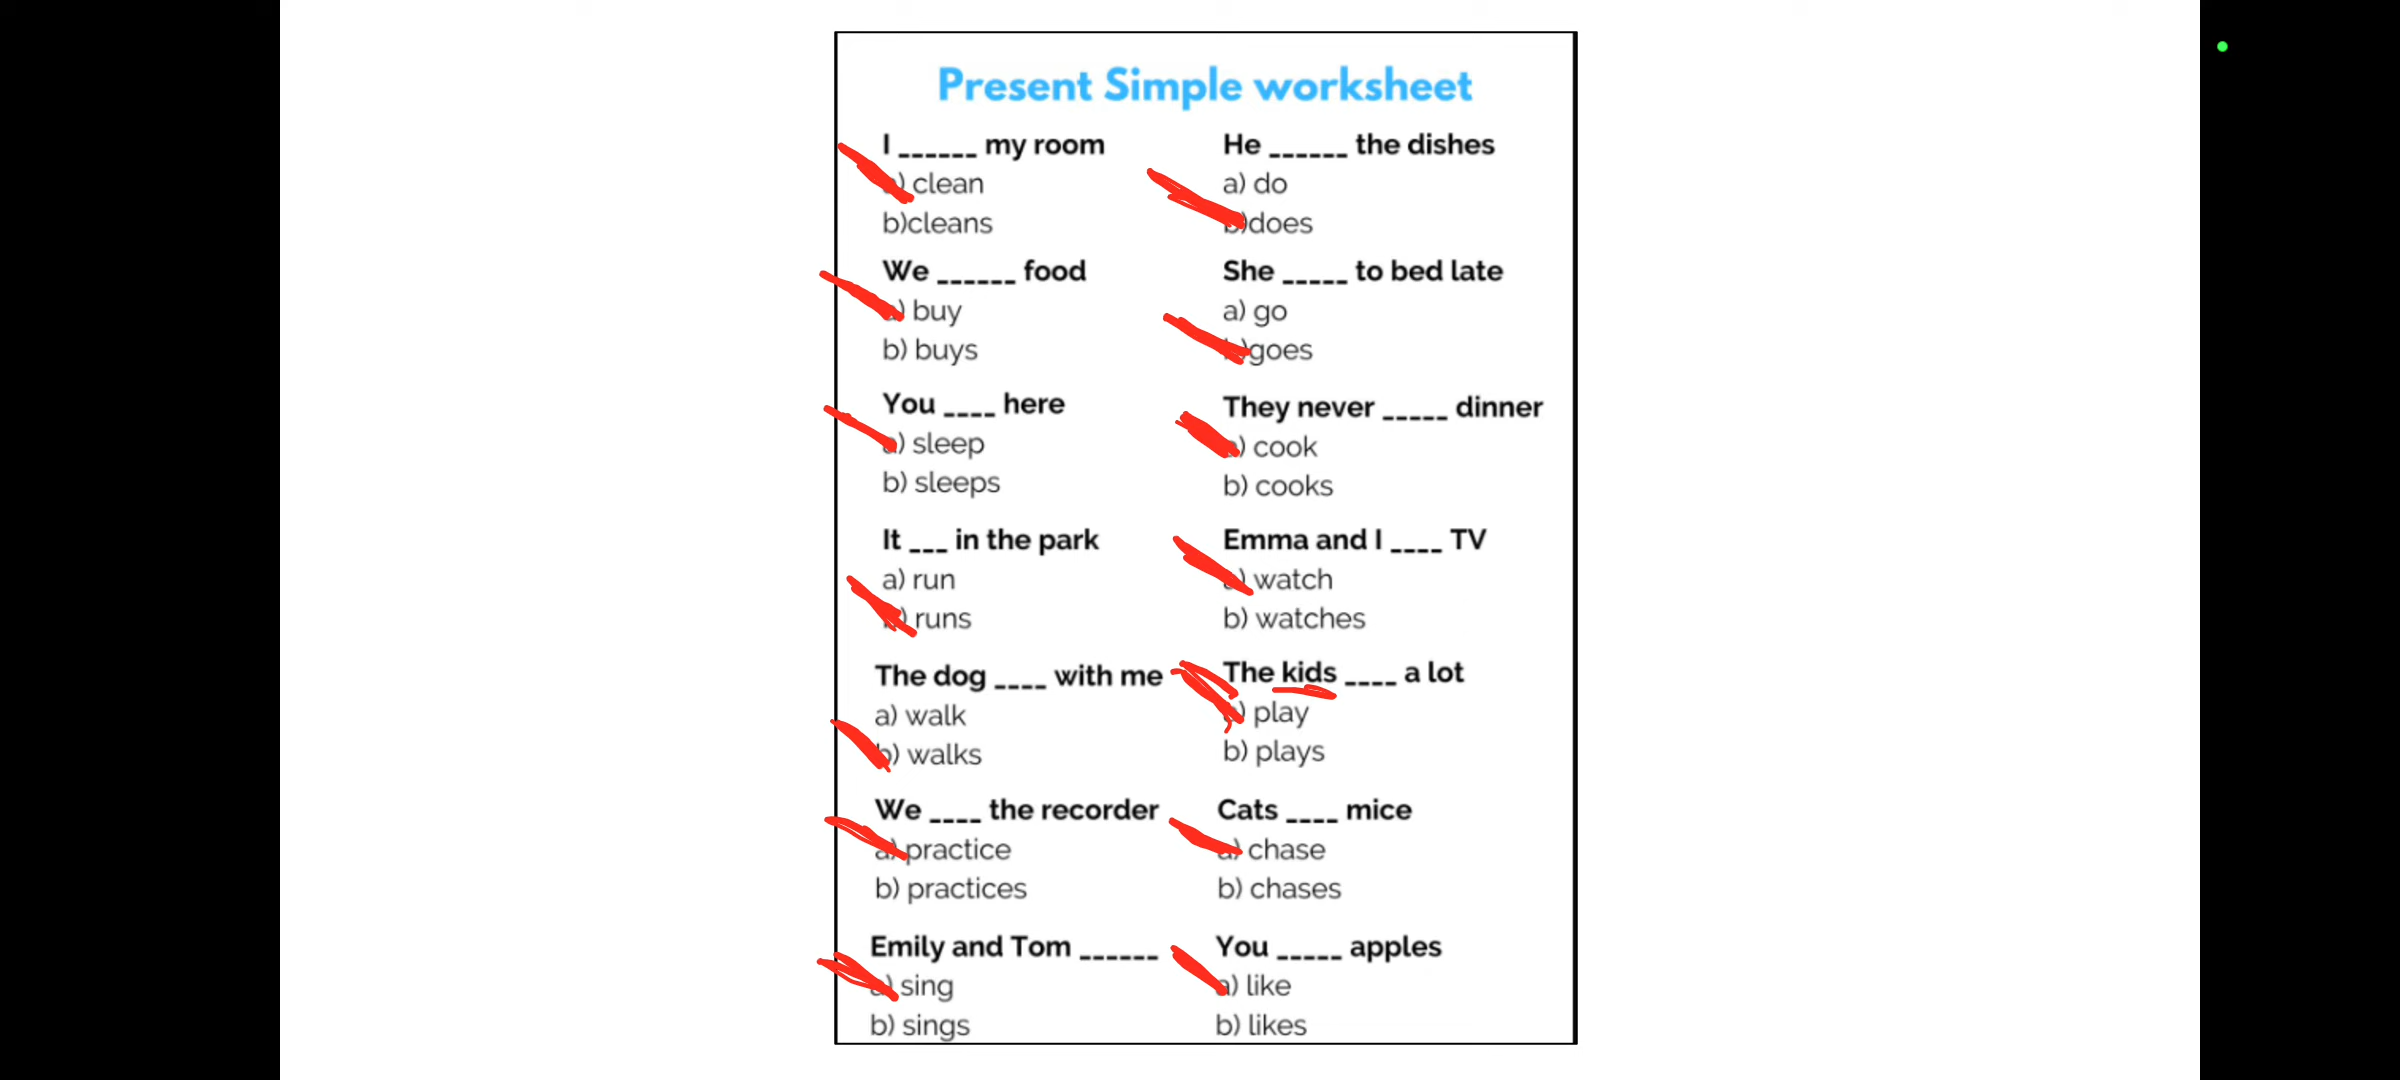 Present Simple worksheet
I ______ my room
a) clean
b)cleans
We ______ food
a) buy
b) buys
You ____ here
a) sleep
b) sleeps
It ___ in the park
a) run
b) runs
The dog ____ with me
a) walk
b) walks
We ____ the recorder
a) practice
b) practices
Emily and Tom ______
a) sing
b) sings
He ______ the dishes
a) do
b)does
She _____ to bed late
a) go
b)goes
They never _____ dinner
a) cook
b) cooks
Emma and I ____ TV
a) watch
b) watches
The kids ____ a lot
a) play
b) plays
Cats ____ mice
a) chase
b) chases
You _____ apples
a) like
b) likes